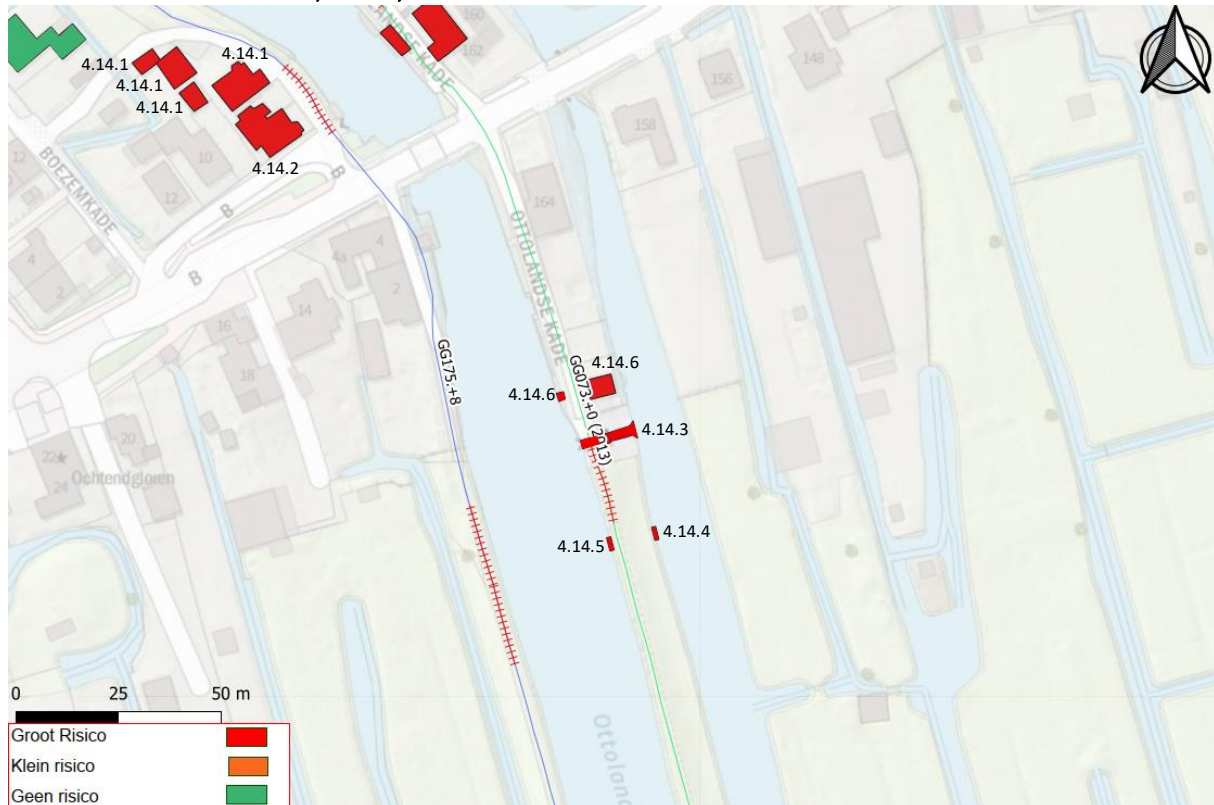 160
162
LANDSE KADE
148
156
158
4.14.1
4.14.1
4.14.1
4.14.1
4.14.2
BOEZEMKADE
12
10
12
B
B
B
4
2
164
OTTOLANDSE KADE
4a
4
2
14
16
18
20
22
24
Ochtendgloren
GG175.+8
GG073.+0 (2013)
4.14.6
4.14.6
4.14.3
4.14.4
4.14.5
0 25 50 m
Groot Risico
Klein risico
Geen risico
Ottoland